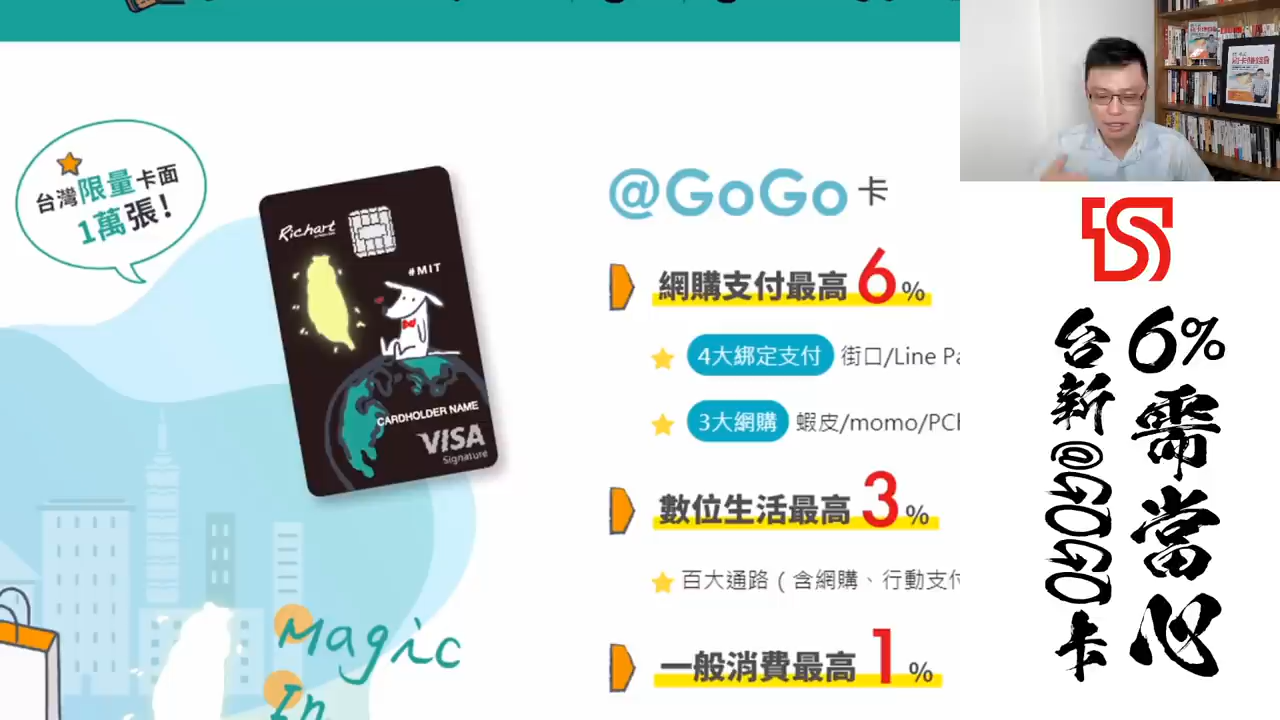 台灣限量卡面
1萬張!
Richart
#MIT
CARDHOLDER NAME
VISA
Signature
@GoGo卡
網購支付最高6%
4大綁定支付 街口/Line Pa
3大網購 蝦皮/momo/PCh
數位生活最高3%
百大通路（含網購、行動支付
一般消費最高1%
Magic
In
6%需當心
台新@GOGO卡